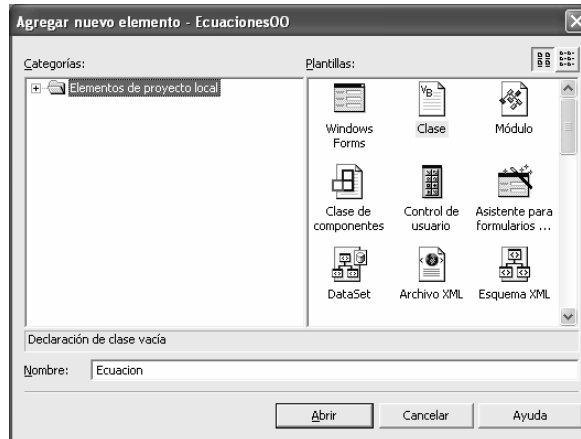 Agregar nuevo elemento - EcuacionesOO
Categorías:
Plantillas:
Elementos de proyecto local
Windows
Forms
Clase
Módulo
Clase de
componentes
Control de
usuario
Asistente para
formularios ...
DataSet
Archivo XML
Esquema XML
Declaración de clase vacía
Nombre:
Ecuacion
Abrir
Cancelar
Ayuda